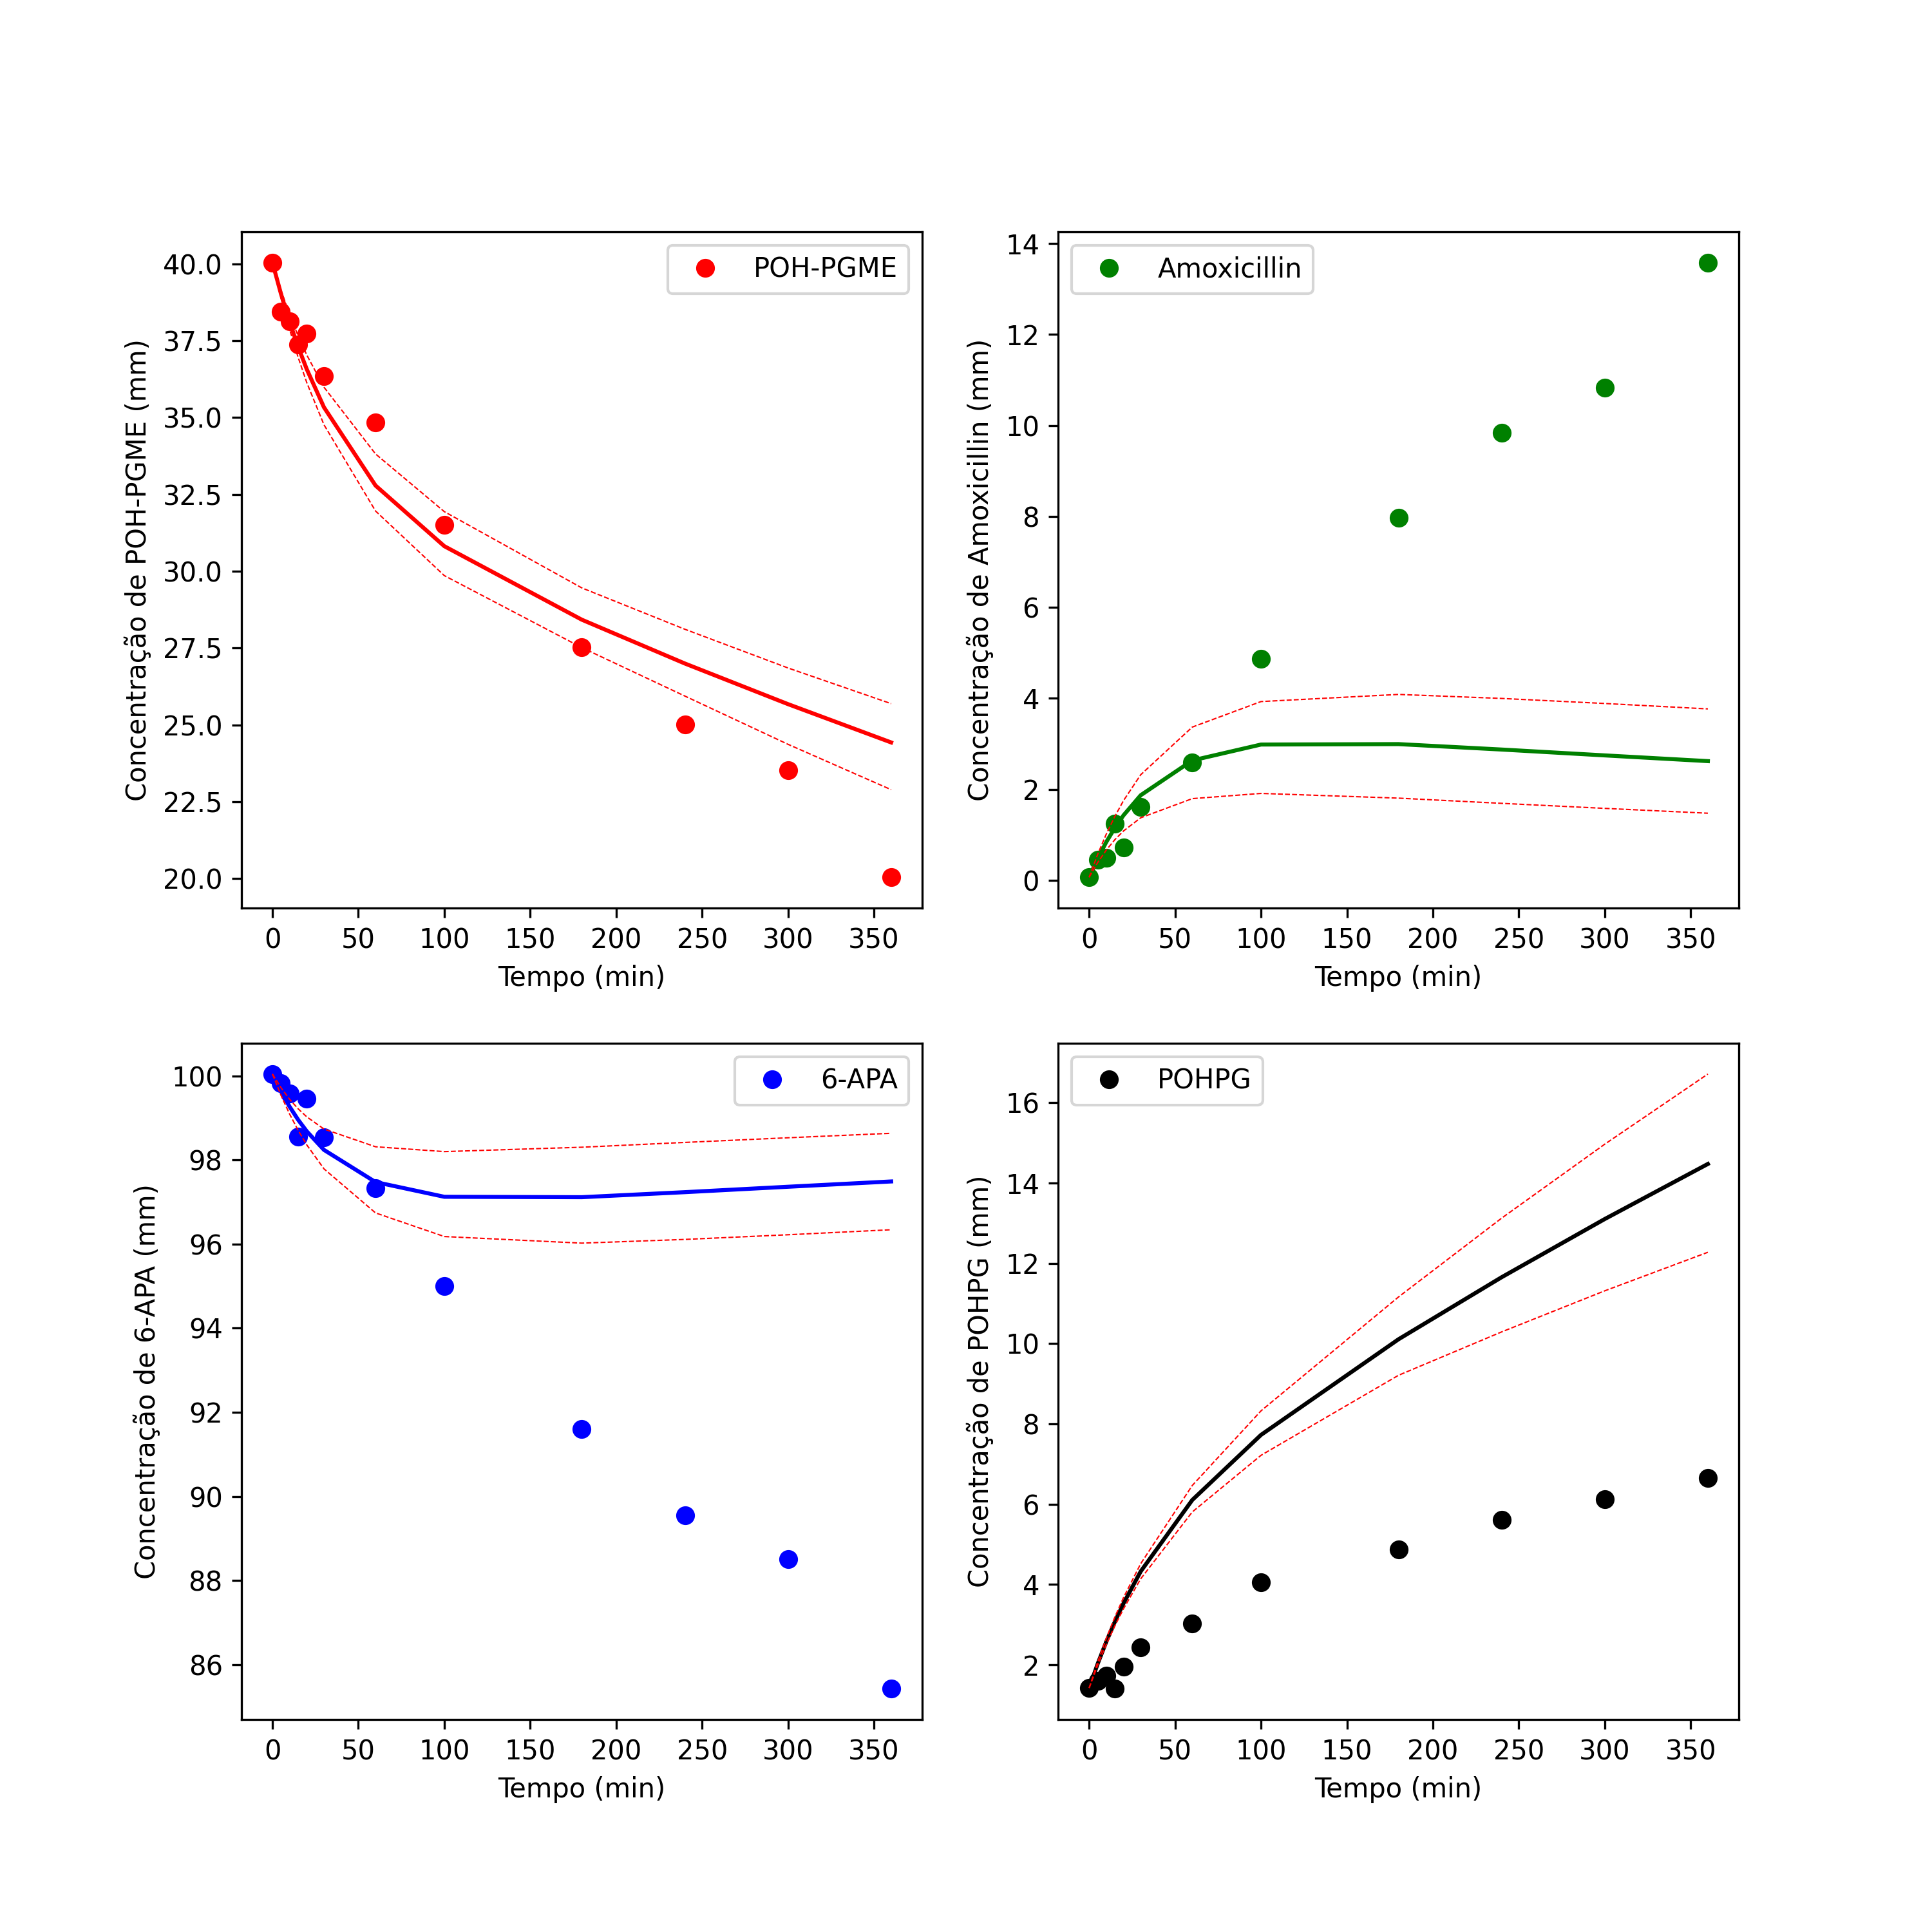 POH-PGME
Concentração de POH-PGME (mm)
40.0
37.5
35.0
32.5
30.0
27.5
25.0
22.5
20.0
0 50 100 150 200 250 300 350
Tempo (min)
Amoxicillin
Concentração de Amoxicillin (mm)
14
12
10
8
6
4
2
0
0 50 100 150 200 250 300 350
Tempo (min)
6-APA
Concentração de 6-APA (mm)
100
98
96
94
92
90
88
86
0 50 100 150 200 250 300 350
Tempo (min)
POHPG
Concentração de POHPG (mm)
16
14
12
10
8
6
4
2
0 50 100 150 200 250 300 350
Tempo (min)